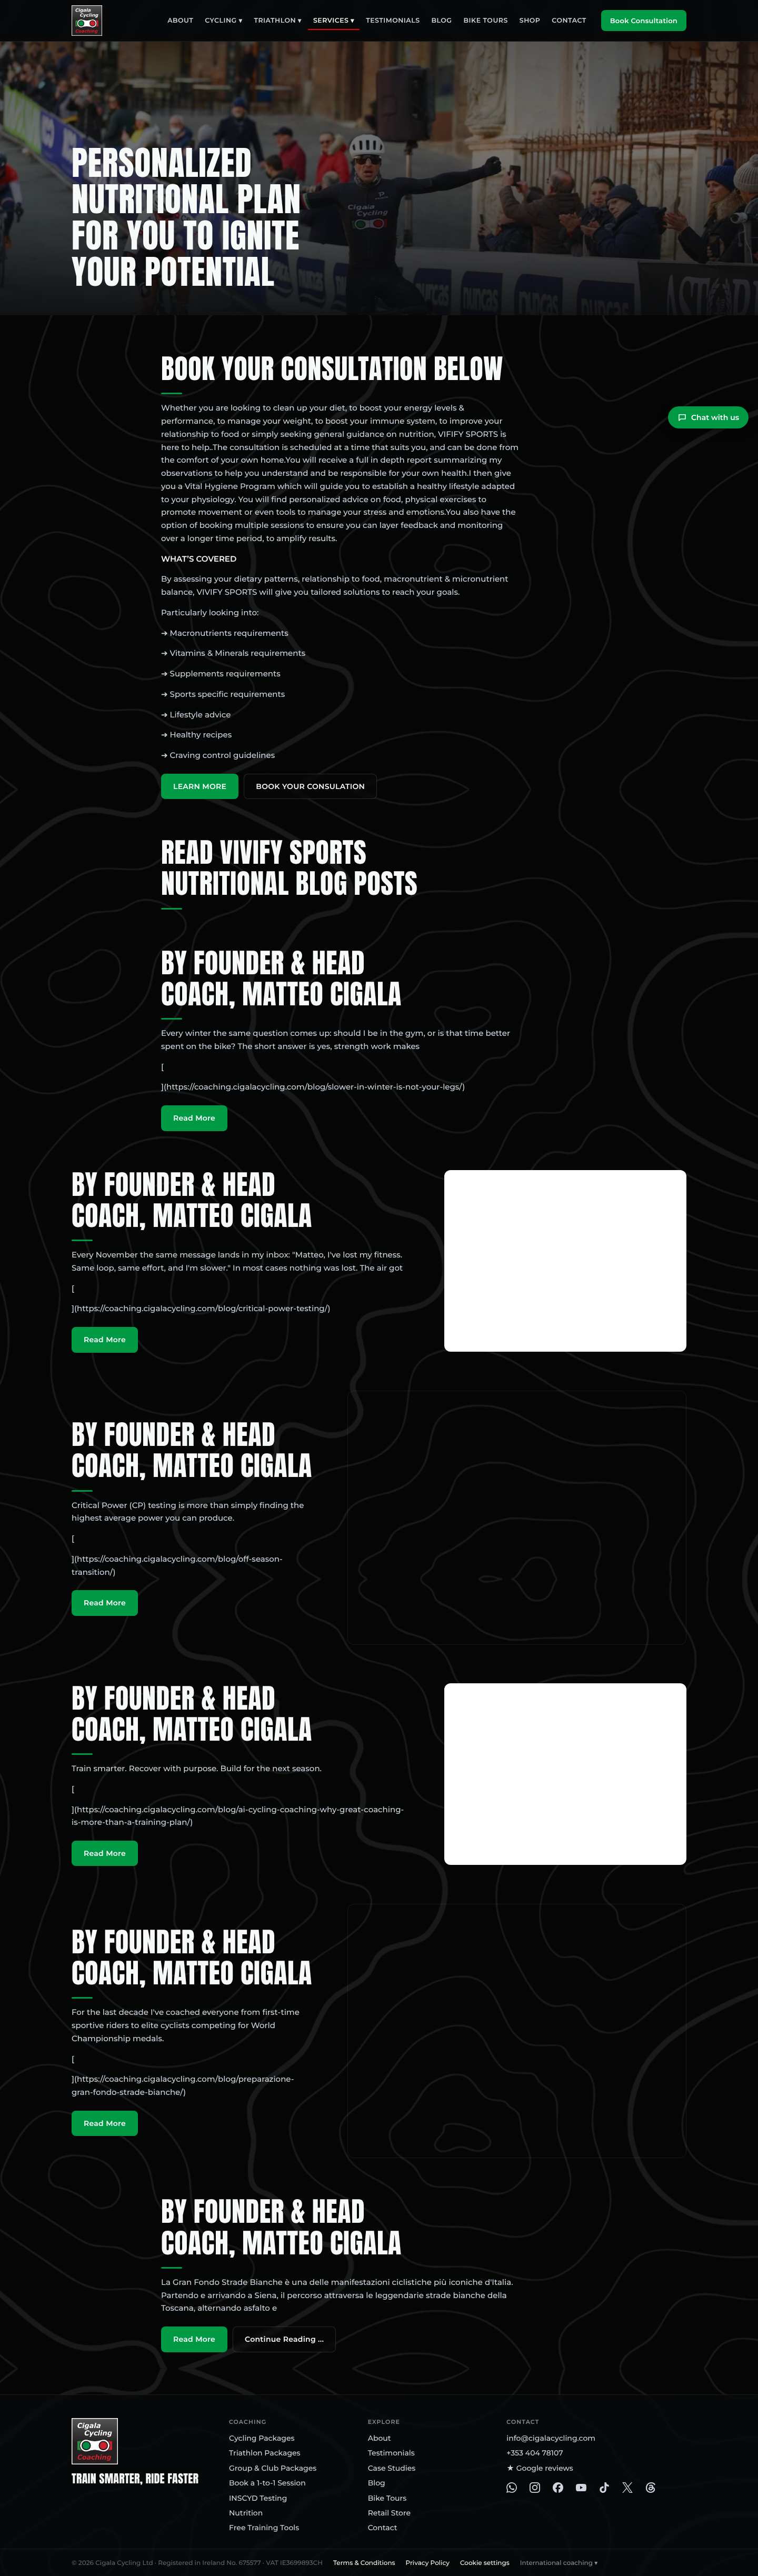 Cigala
Cycling
Coaching
ABOUT CYCLING ▾ TRIATHLON ▾ SERVICES ▾ TESTIMONIALS BLOG BIKE TOURS SHOP CONTACT Book Consultation
PERSONALIZED
NUTRITIONAL PLAN
FOR YOU TO IGNITE
YOUR POTENTIAL
Cigala
Cycling
BOOK YOUR CONSULTATION BELOW
Whether you are looking to clean up your diet, to boost your energy levels &
performance, to manage your weight, to boost your immune system, to improve your
relationship to food or simply seeking general guidance on nutrition, VIFIFY SPORTS is
here to help..The consultation is scheduled at a time that suits you, and can be done from
the comfort of your own home.You will receive a full in depth report summarizing my
observations to help you understand and be responsible for your own health.I then give
you a Vital Hygiene Program which will guide you to establish a healthy lifestyle adapted
to your physiology. You will find personalized advice on food, physical exercises to
promote movement or even tools to manage your stress and emotions.You also have the
option of booking multiple sessions to ensure you can layer feedback and monitoring
over a longer time period, to amplify results.
Chat with us
WHAT'S COVERED
By assessing your dietary patterns, relationship to food, macronutrient & micronutrient
balance, VIVIFY SPORTS will give you tailored solutions to reach your goals.
Particularly looking into:
➔ Macronutrients requirements
➔ Vitamins & Minerals requirements
➔ Supplements requirements
➔ Sports specific requirements
➔ Lifestyle advice
➔ Healthy recipes
➔ Craving control guidelines
LEARN MORE BOOK YOUR CONSULATION
READ VIVIFY SPORTS
NUTRITIONAL BLOG POSTS
BY FOUNDER & HEAD
COACH, MATTEO CIGALA
Every winter the same question comes up: should I be in the gym, or is that time better
spent on the bike? The short answer is yes, strength work makes
[
](https://coaching.cigalacycling.com/blog/slower-in-winter-is-not-your-legs/)
Read More
BY FOUNDER & HEAD
COACH, MATTEO CIGALA
Every November the same message lands in my inbox: "Matteo, I've lost my fitness.
Same loop, same effort, and I'm slower." In most cases nothing was lost. The air got
[
](https://coaching.cigalacycling.com/blog/critical-power-testing/)
Read More
BY FOUNDER & HEAD
COACH, MATTEO CIGALA
Critical Power (CP) testing is more than simply finding the
highest average power you can produce.
[
](https://coaching.cigalacycling.com/blog/off-season-
transition/)
Read More
BY FOUNDER & HEAD
COACH, MATTEO CIGALA
Train smarter. Recover with purpose. Build for the next season.
[
](https://coaching.cigalacycling.com/blog/ai-cycling-coaching-why-great-coaching-
is-more-than-a-training-plan/)
Read More
BY FOUNDER & HEAD
COACH, MATTEO CIGALA
For the last decade I've coached everyone from first-time
sportive riders to elite cyclists competing for World
Championship medals.
[
](https://coaching.cigalacycling.com/blog/preparazione-
gran-fondo-strade-bianche/)
Read More
BY FOUNDER & HEAD
COACH, MATTEO CIGALA
La Gran Fondo Strade Bianche è una delle manifestazioni ciclistiche più iconiche d'Italia.
Partendo e arrivando a Siena, il percorso attraversa le leggendarie strade bianche della
Toscana, alternando asfalto e
Read More Continue Reading ...
Cigala
Cycling
Coaching
TRAIN SMARTER, RIDE FASTER
COACHING
Cycling Packages
Triathlon Packages
Group & Club Packages
Book a 1-to-1 Session
INSCYD Testing
Nutrition
Free Training Tools
EXPLORE
About
Testimonials
Case Studies
Blog
Bike Tours
Retail Store
Contact
CONTACT
info@cigalacycling.com
+353 404 78107
★ Google reviews
© 2026 Cigala Cycling Ltd · Registered in Ireland No. 675577 · VAT IE3699893CH Terms & Conditions Privacy Policy Cookie settings International coaching ▾